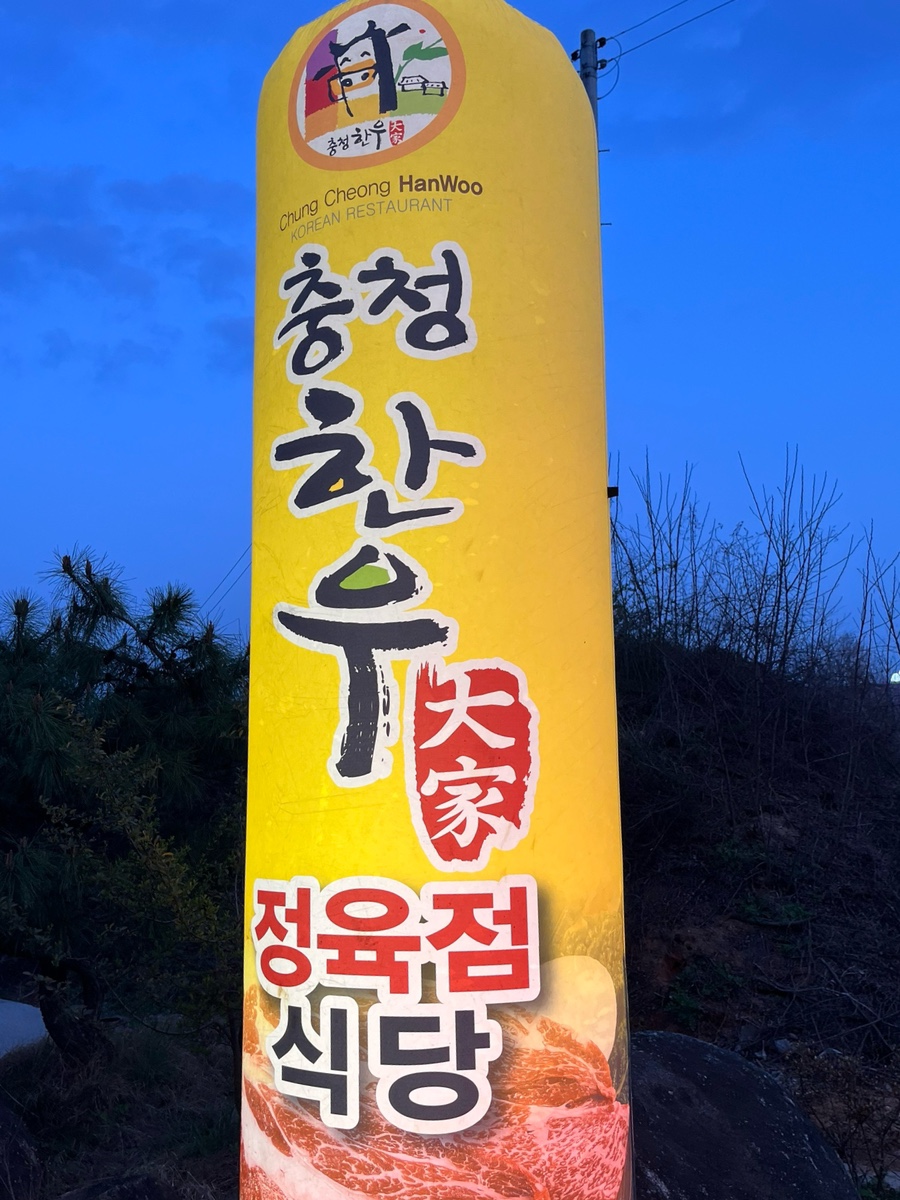 충청 한우 大家
Chung Cheong HanWoo
KOREAN RESTAURANT
충청
한우
大家
정육점
식당